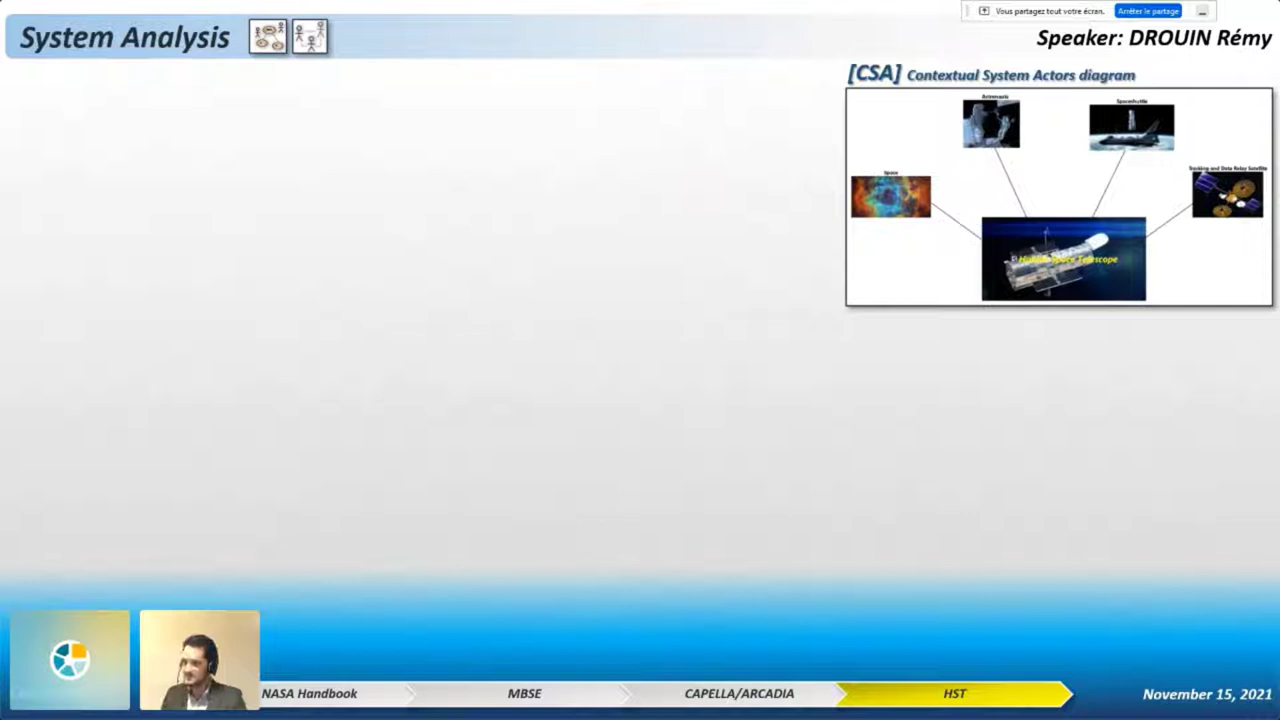 Vous partagez tout votre écran. Arrêter le partage
System Analysis
Speaker: DROUIN Rémy
[CSA] Contextual System Actors diagram
Astronauts
Spaceshuttle
Space
Tracking and Data Relay Satellite
Hubble Space Telescope
NASA Handbook
MBSE
CAPELLA/ARCADIA
HST
November 15, 2021